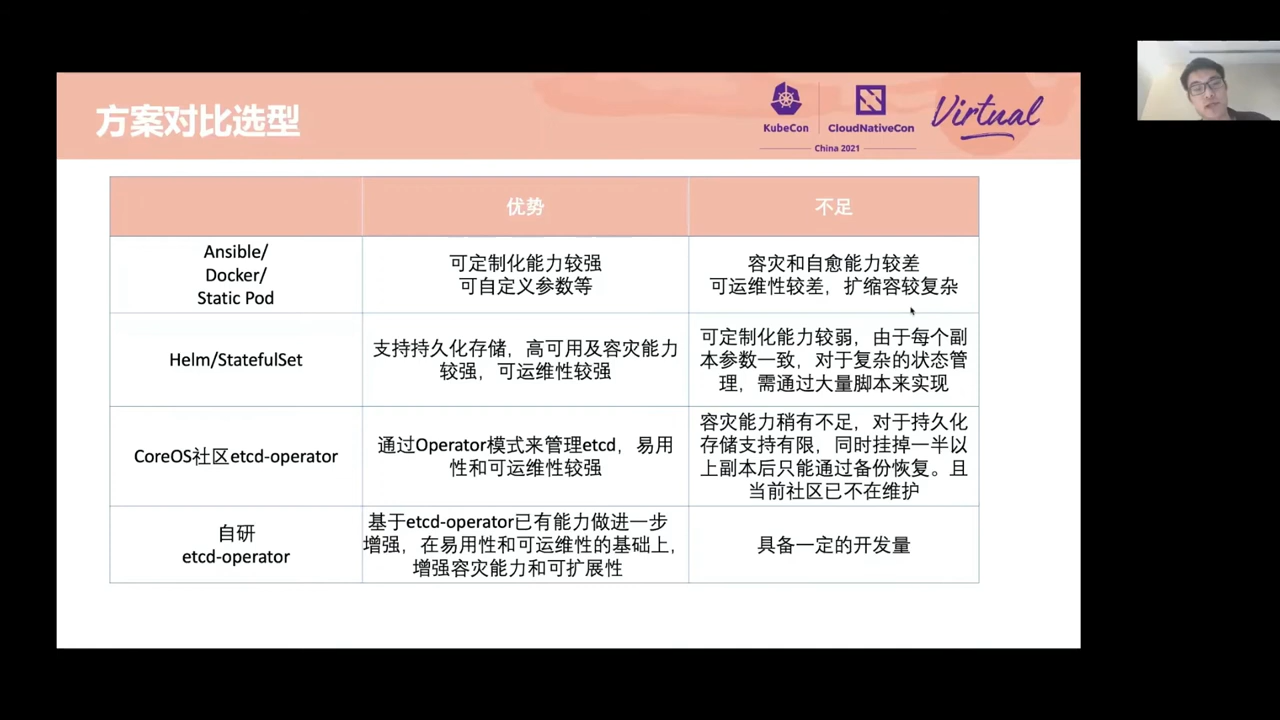 方案对比选型
KubeCon
CloudNativeCon
China 2021
Virtual
优势
不足
Ansible/
Docker/
Static Pod
可定制化能力较强
可自定义参数等
容灾和自愈能力较差
可运维性较差，扩缩容较复杂
Helm/StatefulSet
支持持久化存储，高可用及容灾能力
较强，可运维性较强
可定制化能力较弱，由于每个副
本参数一致，对于复杂的状态管
理，需通过大量脚本来实现
CoreOS社区etcd-operator
通过Operator模式来管理etcd，易用
性和可运维性较强
容灾能力稍有不足，对于持久化
存储支持有限，同时挂掉一半以
上副本后只能通过备份恢复。且
当前社区已不在维护
自研
etcd-operator
基于etcd-operator已有能力做进一步
增强，在易用性和可运维性的基础上，
增强容灾能力和可扩展性
具备一定的开发量